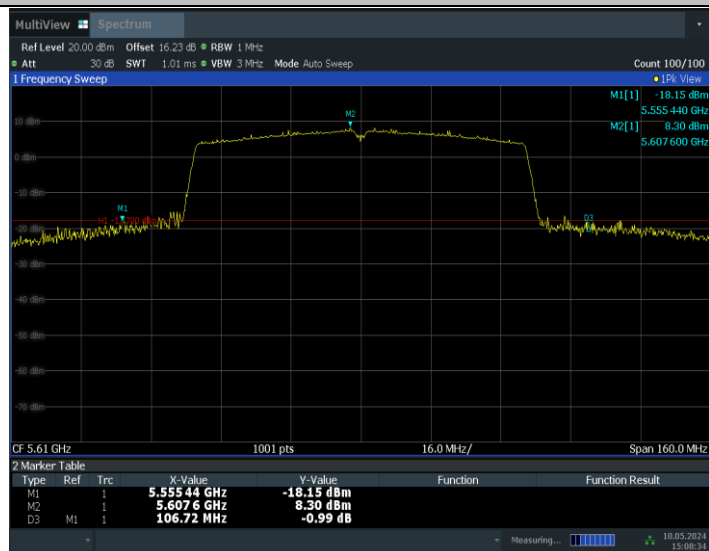 MultiView Spectrum
Ref Level 20.00 dBm Offset 16.23 dB RBW 1 MHz
Att 30 dB SWT 1.01 ms VBW 3 MHz Mode Auto Sweep Count 100/100
1 Frequency Sweep 1Pk View
M1[1] -18.15 dBm
5.555 440 GHz
M2[1] 8.30 dBm
5.607600 GHz
M2
10 dBm
0 dBm
-10 dBm
M1
D3
H1
-20 dBm
-30 dBm
-40 dBm
-50 dBm
-60 dBm
-70 dBm
CF 5.61 GHz 1001 pts 16.0 MHz/ Span 160.0 MHz
2 Marker Table
Type Ref Trc X-Value Y-Value Function Function Result
M1 1 5.555 44 GHz -18.15 dBm
M2 1 5.607 6 GHz 8.30 dBm
D3 M1 1 106.72 MHz -0.99 dB
Measuring... 10.05.2024
15:08:34